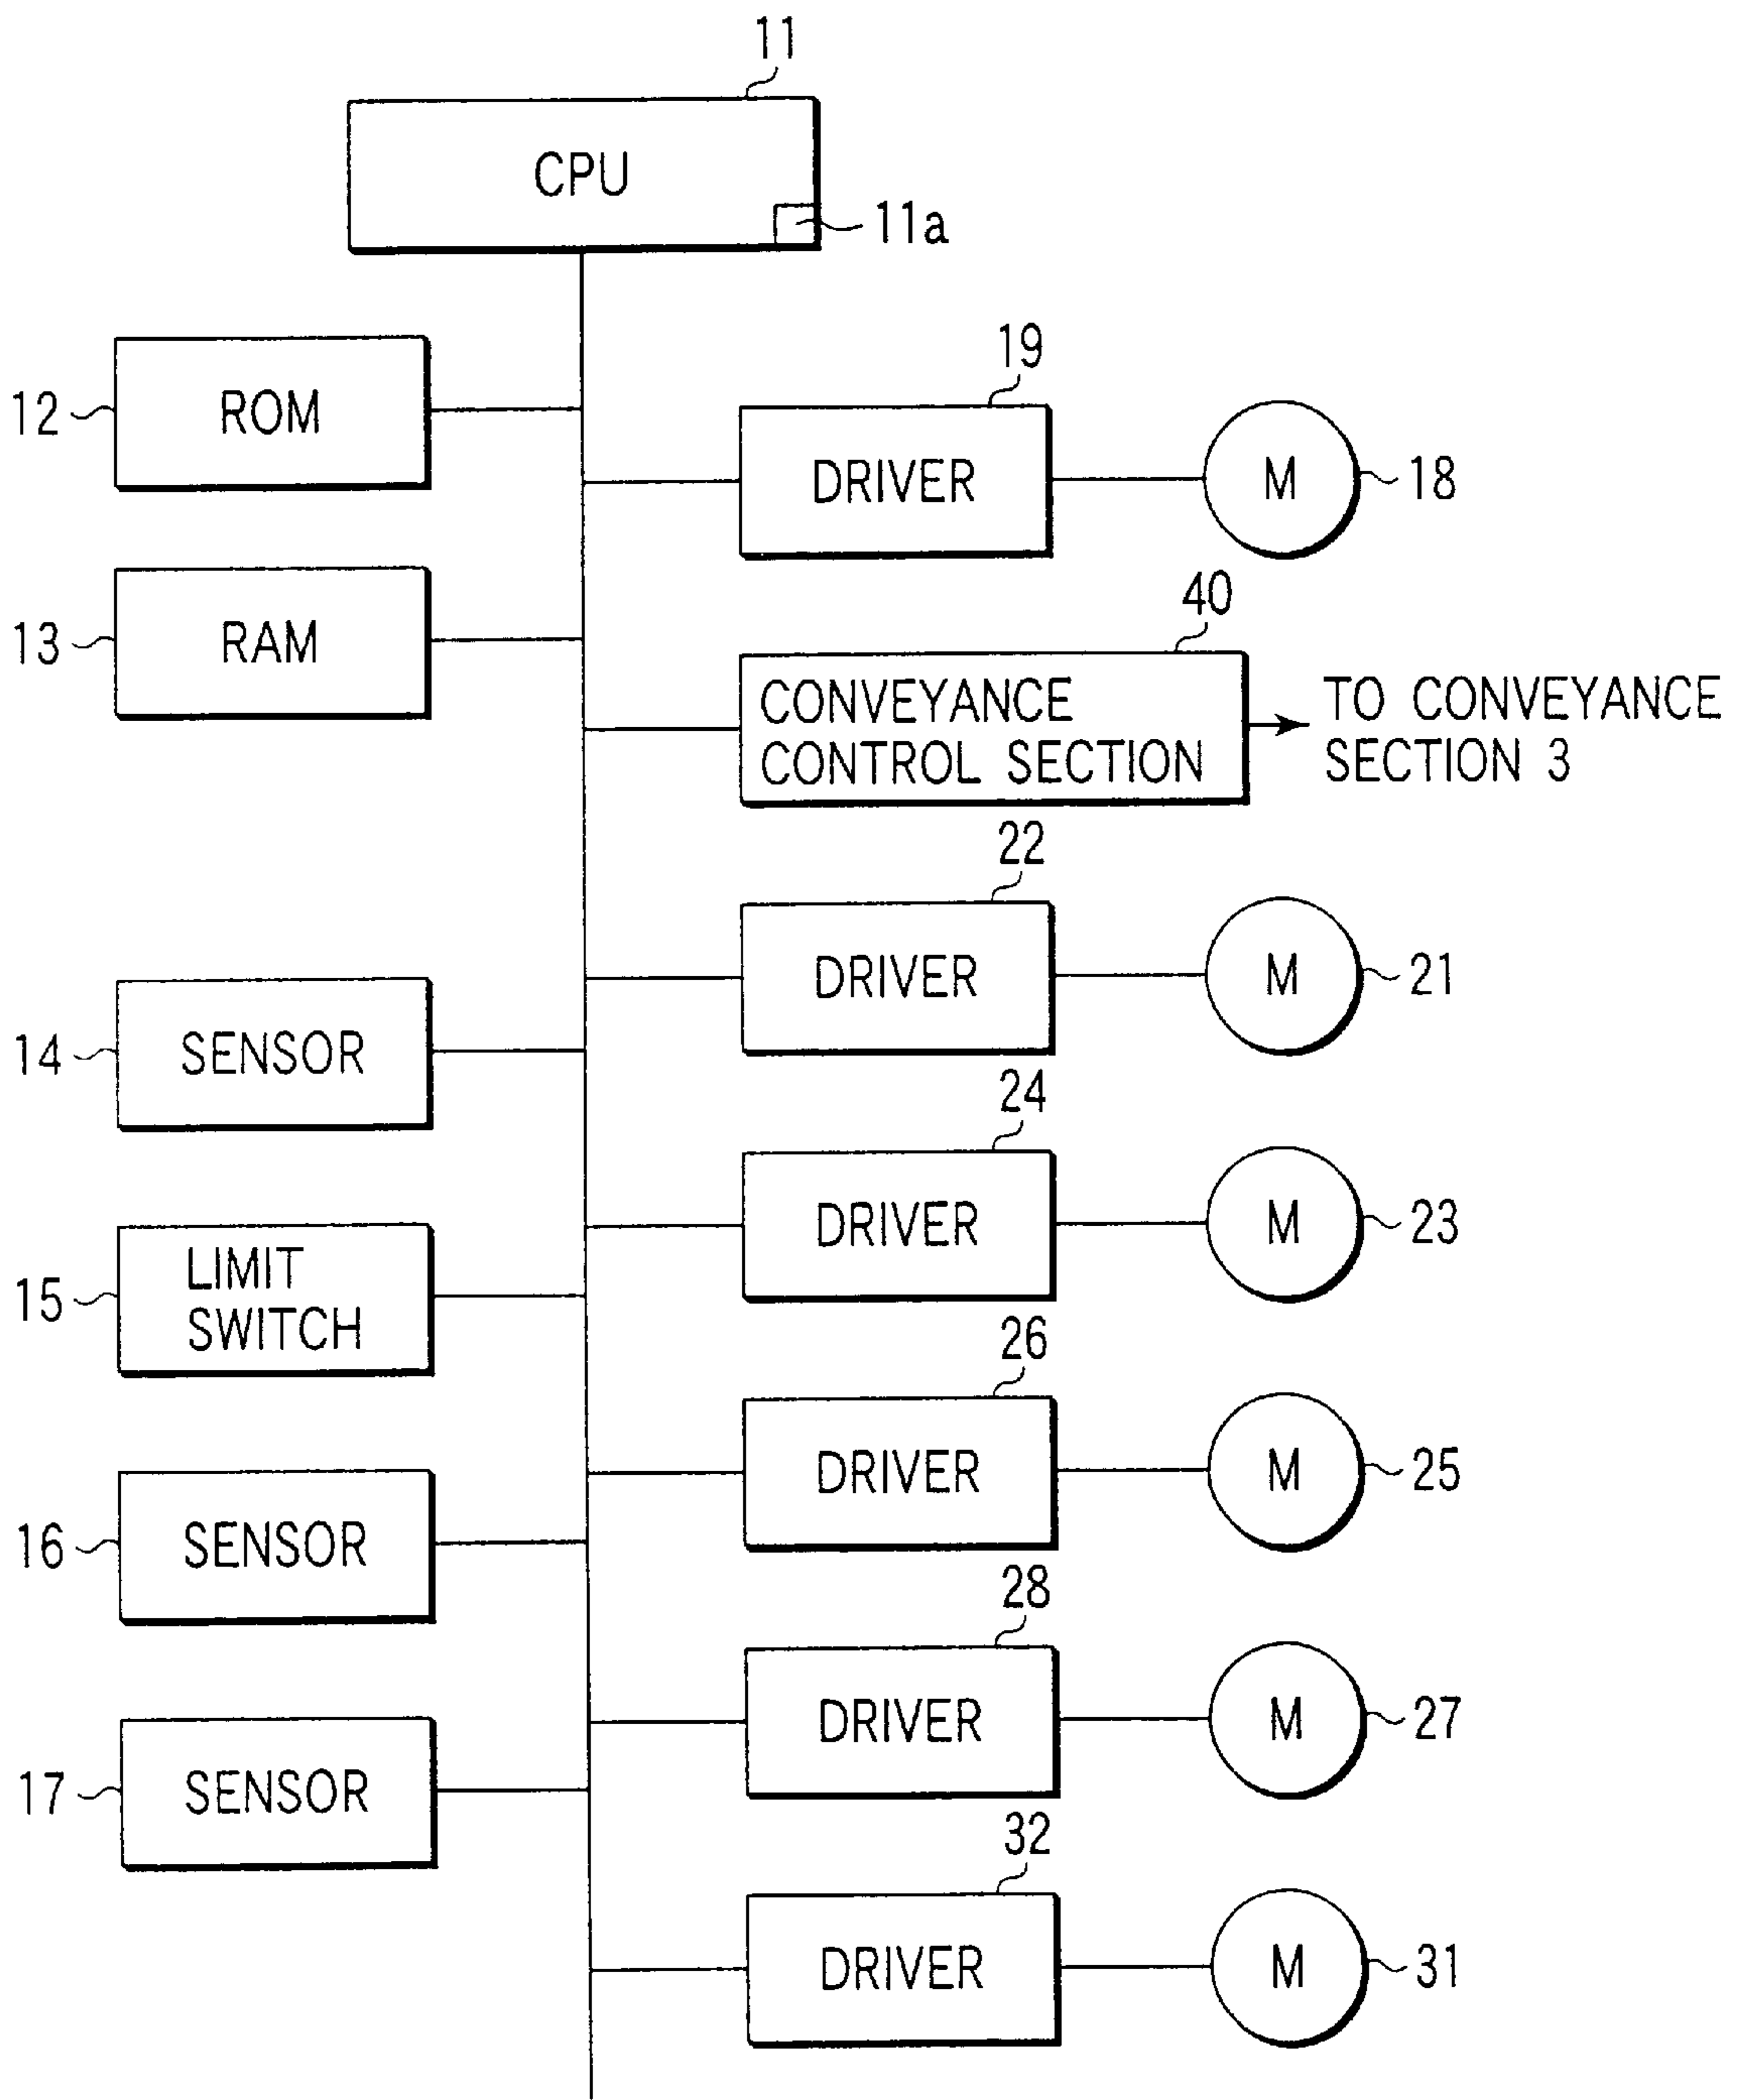 11
CPU
11a
12
ROM
19
DRIVER
M
18
13
RAM
40
CONVEYANCE
CONTROL SECTION
TO CONVEYANCE
SECTION 3
22
DRIVER
M
21
14
SENSOR
24
DRIVER
M
23
15
LIMIT
SWITCH
26
DRIVER
M
25
16
SENSOR
28
DRIVER
M
27
17
SENSOR
32
DRIVER
M
31